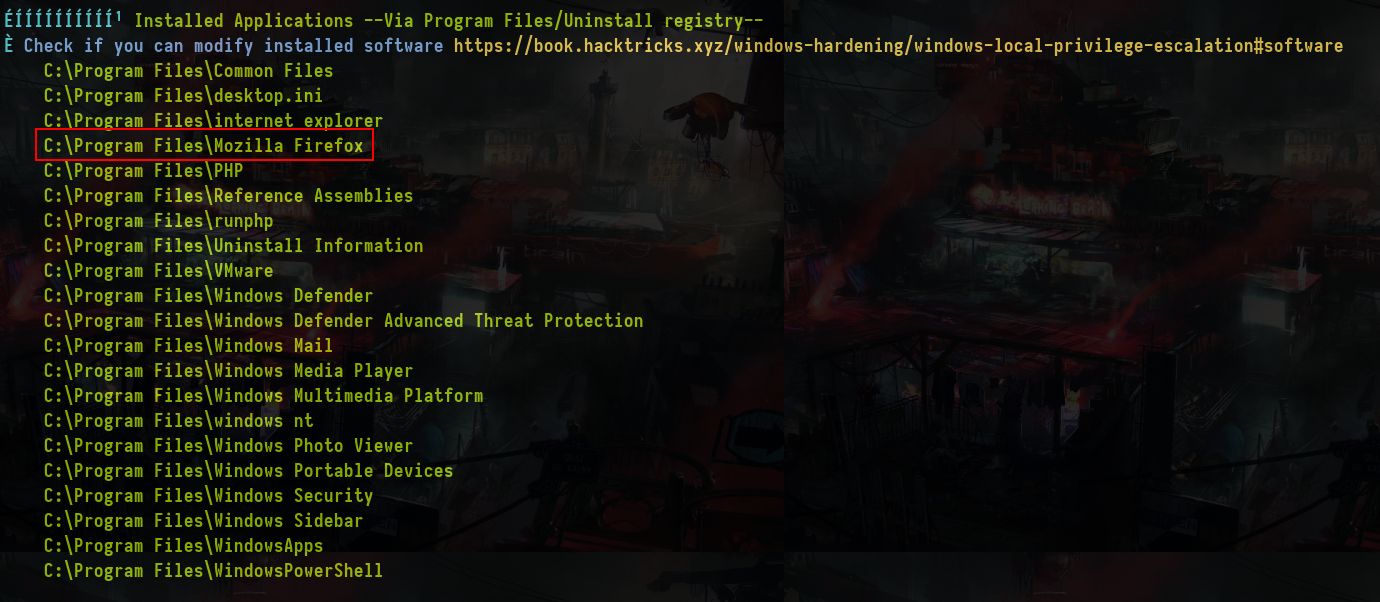 ÉÍÍÍÍÍÍÍÍÍÍ¹ Installed Applications --Via Program Files/Uninstall registry--
È Check if you can modify installed software https://book.hacktricks.xyz/windows-hardening/windows-local-privilege-escalation#software
C:\Program Files\Common Files
C:\Program Files\desktop.ini
C:\Program Files\internet explorer
C:\Program Files\Mozilla Firefox
C:\Program Files\PHP
C:\Program Files\Reference Assemblies
C:\Program Files\runphp
C:\Program Files\Uninstall Information
C:\Program Files\VMware
C:\Program Files\Windows Defender
C:\Program Files\Windows Defender Advanced Threat Protection
C:\Program Files\Windows Mail
C:\Program Files\Windows Media Player
C:\Program Files\Windows Multimedia Platform
C:\Program Files\windows nt
C:\Program Files\Windows Photo Viewer
C:\Program Files\Windows Portable Devices
C:\Program Files\Windows Security
C:\Program Files\Windows Sidebar
C:\Program Files\WindowsApps
C:\Program Files\WindowsPowerShell